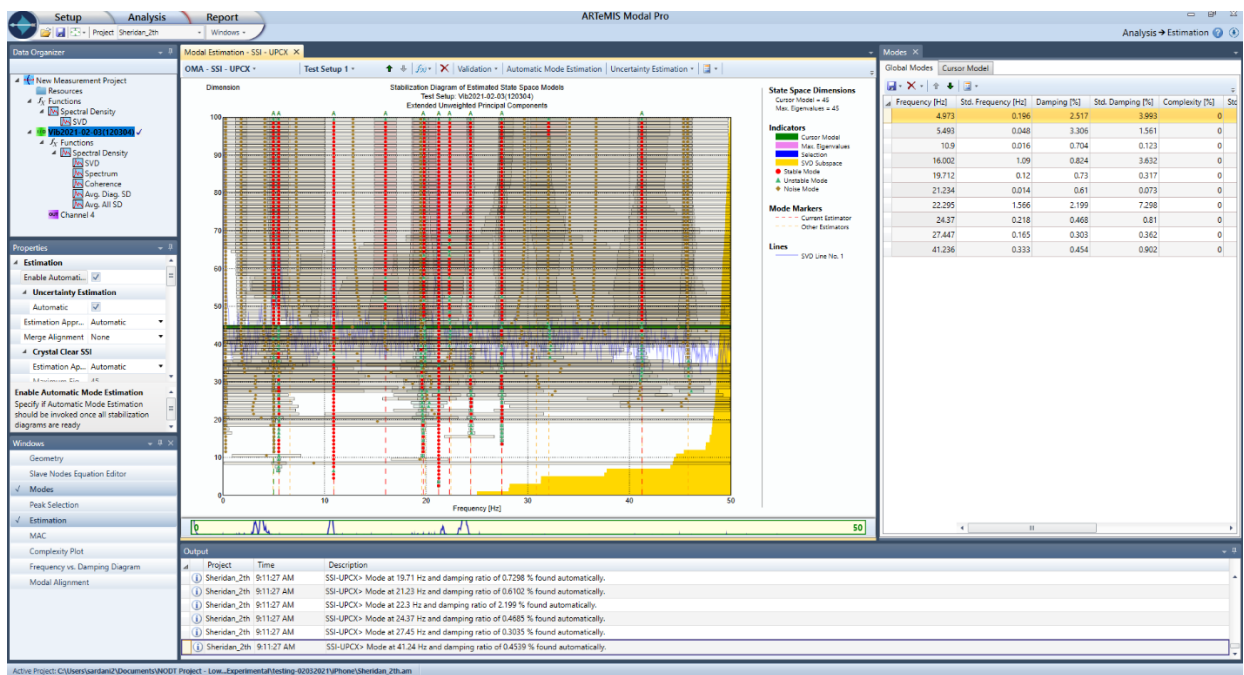 Setup Analysis Report
ARTeMIS Modal Pro
Project Sheridan_2th
Windows
Analysis → Estimation
Data Organizer
New Measurement Project
Resources
Functions
Spectral Density
SVD
Vib2021-02-03(120304) ✓
Functions
Spectral Density
SVD
Spectrum
Coherence
Avg. Diag. SD
Avg. All SD
Channel 4
Properties
Estimation
Enable Automati...
Uncertainty Estimation
Automatic
Estimation Appr... Automatic
Merge Alignment None
Crystal Clear SSI
Estimation Ap... Automatic
Enable Automatic Mode Estimation
Specify if Automatic Mode Estimation
should be invoked once all stabilization
diagrams are ready
Windows
Geometry
Slave Nodes Equation Editor
✓ Modes
Peak Selection
✓ Estimation
MAC
Complexity Plot
Frequency vs. Damping Diagram
Modal Alignment
Modal Estimation - SSI - UPCX
OMA - SSI - UPCX Test Setup 1 Validation Automatic Mode Estimation Uncertainty Estimation
Dimension
Stabilization Diagram of Estimated State Space Models
Test Setup: Vib2021-02-03(120304)
Extended Unweighted Principal Components
100
90
80
70
60
50
40
30
20
10
0
0 10 20 30 40 50
Frequency [Hz]
0 50
State Space Dimensions
Cursor Model = 45
Max. Eigenvalues = 45
Indicators
Cursor Model
Max. Eigenvalues
Selection
SVD Subspace
Stable Mode
Unstable Mode
Noise Mode
Mode Markers
Current Estimator
Other Estimators
Lines
SVD Line No. 1
Modes
Global Modes Cursor Model
Frequency [Hz] Std. Frequency [Hz] Damping [%] Std. Damping [%] Complexity [%] Std
4.973 0.196 2.517 3.993 0
5.493 0.048 3.306 1.561 0
10.9 0.016 0.704 0.123 0
16.002 1.09 0.824 3.632 0
19.712 0.12 0.73 0.317 0
21.234 0.014 0.61 0.073 0
22.295 1.566 2.199 7.298 0
24.37 0.218 0.468 0.81 0
27.447 0.165 0.303 0.362 0
41.236 0.333 0.454 0.902 0
Output
Project Time Description
Sheridan_2th 9:11:27 AM SSI-UPCX> Mode at 19.71 Hz and damping ratio of 0.7298 % found automatically.
Sheridan_2th 9:11:27 AM SSI-UPCX> Mode at 21.23 Hz and damping ratio of 0.6102 % found automatically.
Sheridan_2th 9:11:27 AM SSI-UPCX> Mode at 22.3 Hz and damping ratio of 2.199 % found automatically.
Sheridan_2th 9:11:27 AM SSI-UPCX> Mode at 24.37 Hz and damping ratio of 0.4685 % found automatically.
Sheridan_2th 9:11:27 AM SSI-UPCX> Mode at 27.45 Hz and damping ratio of 0.3035 % found automatically.
Sheridan_2th 9:11:27 AM SSI-UPCX> Mode at 41.24 Hz and damping ratio of 0.4539 % found automatically.
Active Project: C:\Users\sardani2\Documents\NODT Project - Low...Experimental\testing-02032021\iPhone\Sheridan_2th.am